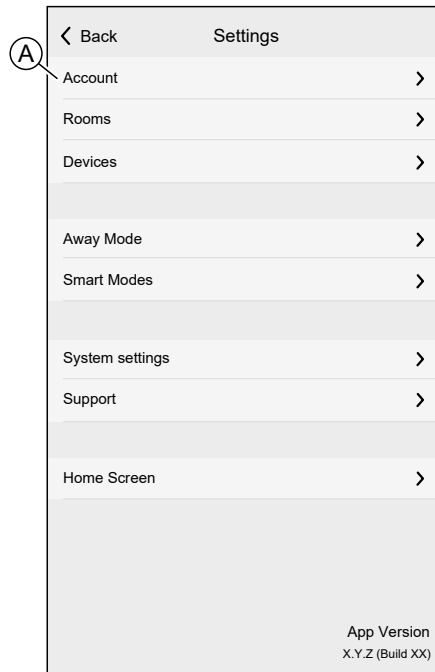 Back Settings
A
Account
Rooms
Devices
Away Mode
Smart Modes
System settings
Support
Home Screen
App Version
X.Y.Z (Build XX)